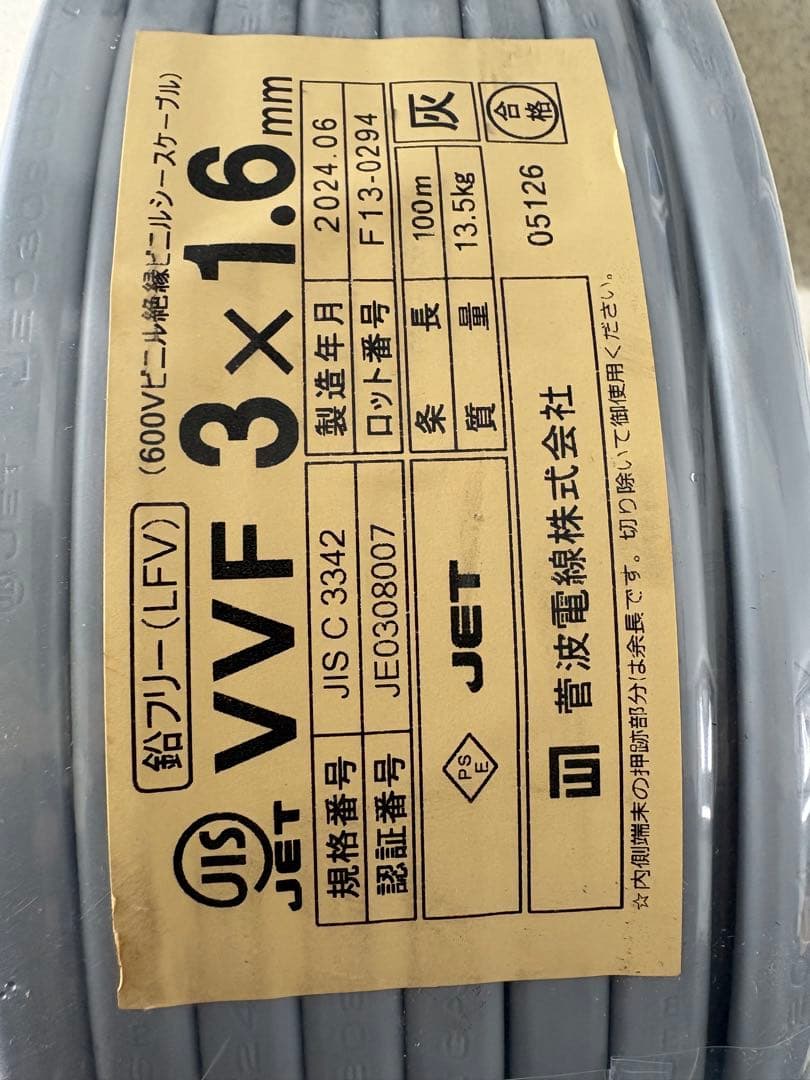 鉛フリー(LFV)
(600Vビニル絶縁ビニルシースケーブル)
JIS
JET
VVF 3×1.6mm
規格番号 JIS C 3342 製造年月 2024.06
認証番号 JE0308007 ロット番号 F13-0294
PS
E
JET
条長 100m 灰
質量 13.5kg
菅波電線株式会社
05126
合格
☆内側端末の押跡部分は余長です。切り除いて御使用ください。